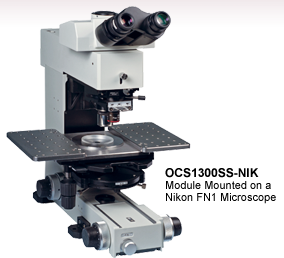 OCS1300SS-NIK
Module Mounted on a
Nikon FN1 Microscope